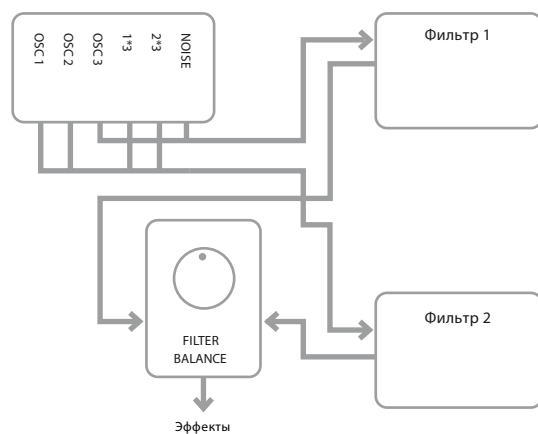 OSC 1
OSC 2
OSC 3
1*3
2*3
NOISE
Фильтр 1
FILTER
BALANCE
Фильтр 2
Эффекты